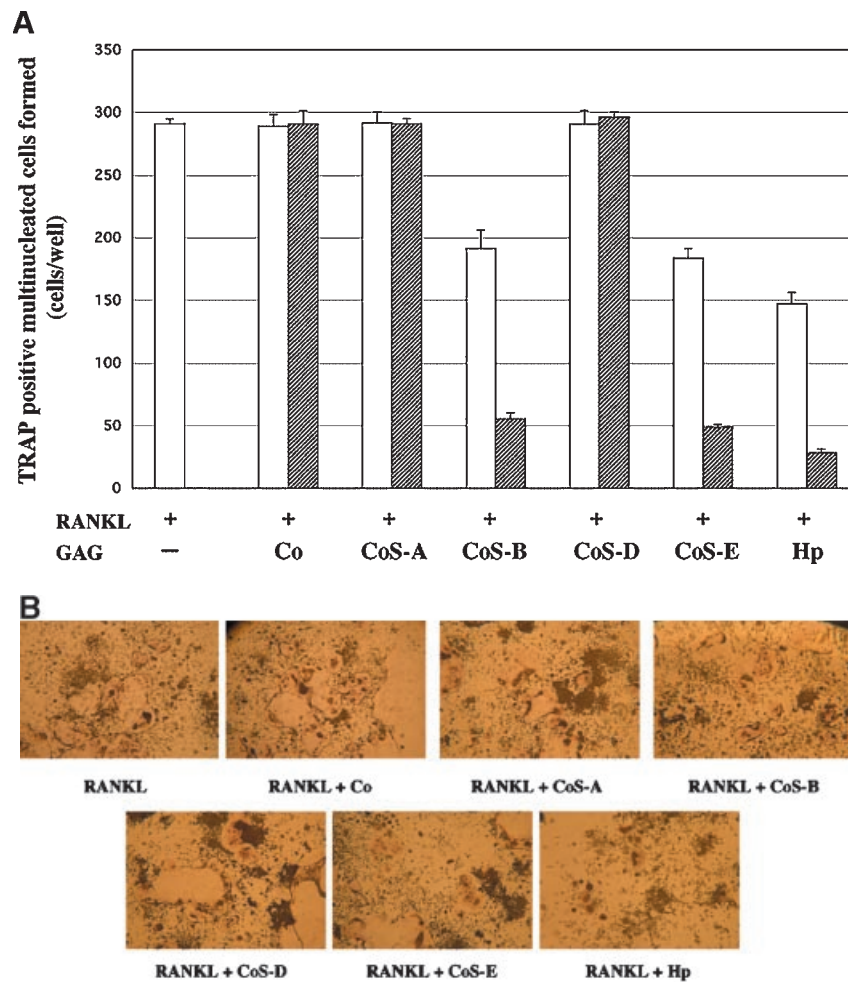 A
TRAP positive multinucleated cells formed
(cells/well)
350
300
250
200
150
100
50
0
RANKL + + + + + + +
GAG — Co CoS-A CoS-B CoS-D CoS-E Hp
B
RANKL RANKL + Co RANKL + CoS-A RANKL + CoS-B
RANKL + CoS-D RANKL + CoS-E RANKL + Hp